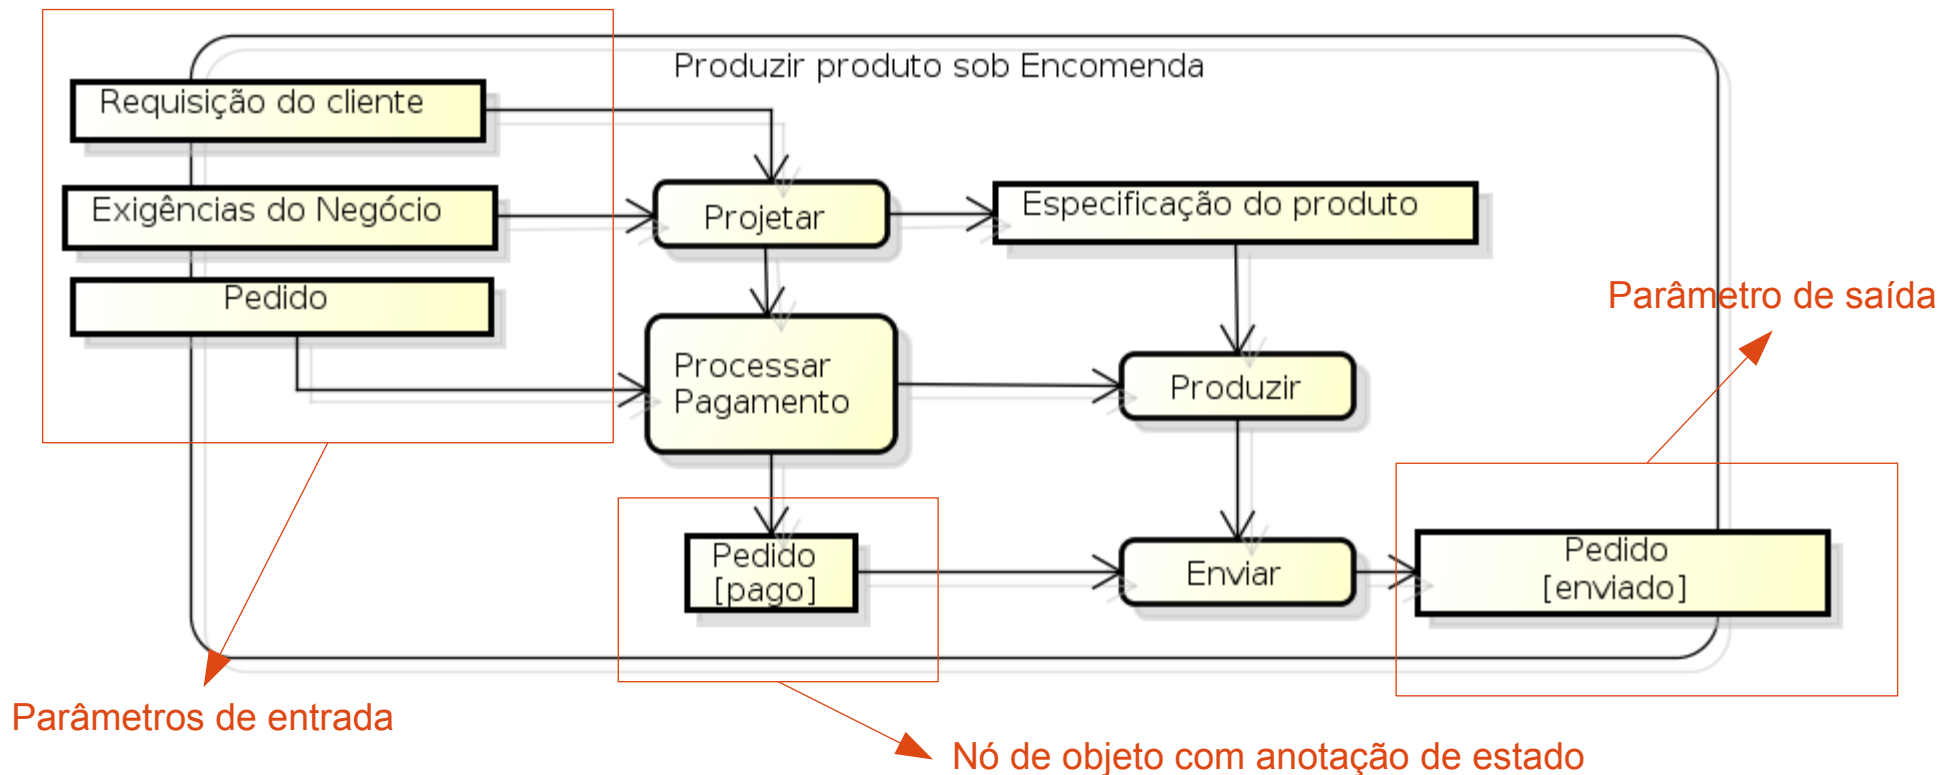 Produzir produto sob Encomenda
Requisição do cliente
Exigências do Negócio
Projetar
Especificação do produto
Pedido
Parâmetro de saída
Processar
Pagamento
Produzir
Pedido
[pago]
Enviar
Pedido
[enviado]
Parâmetros de entrada
Nó de objeto com anotação de estado